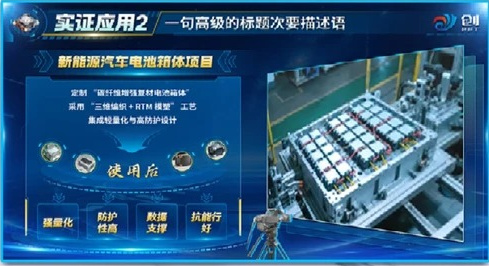 实证应用2
一句高级的标题次要描述语
创
新能源汽车电池箱体项目
定制“碳纤维增强复材电池箱体”
采用“三维编织+RTM模塑”工艺
集成轻量化与高防护设计
使用后
强量化
防护
性高
数据
支撑
抗能行
好